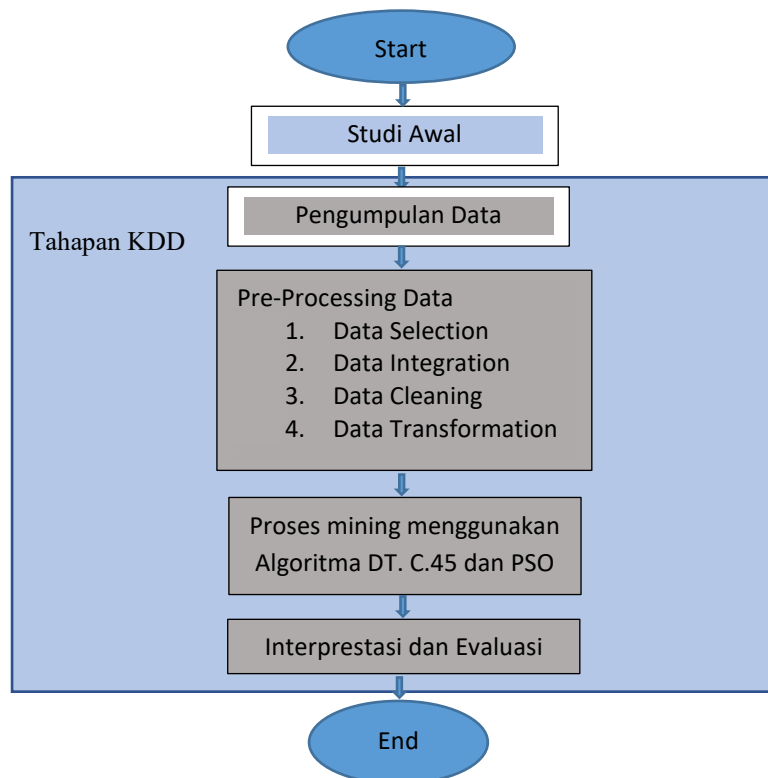 Start
Studi Awal
Pengumpulan Data
Tahapan KDD
Pre-Processing Data
1. Data Selection
2. Data Integration
3. Data Cleaning
4. Data Transformation
Proses mining menggunakan
Algoritma DT. C.45 dan PSO
Interprestasi dan Evaluasi
End